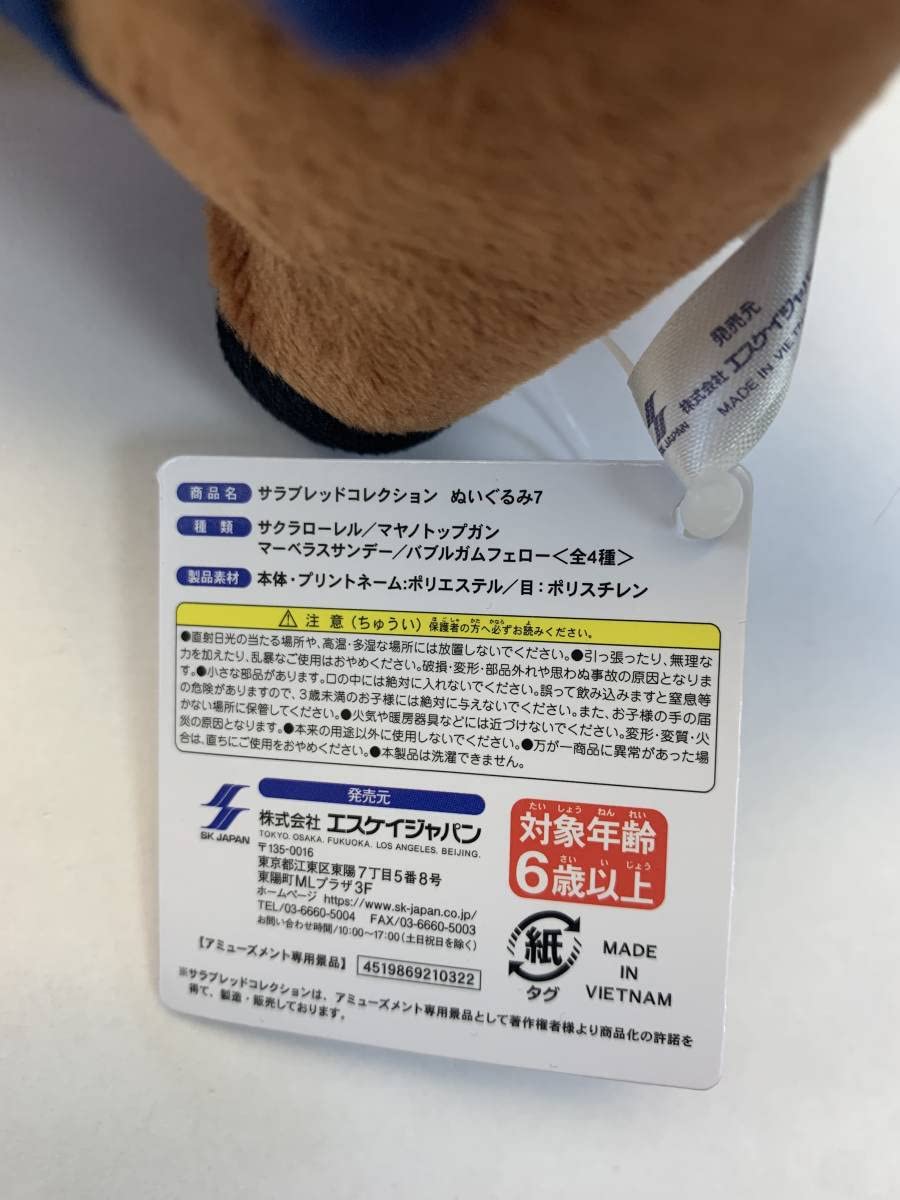 発売元
株式会社 エスケイジャパン
MADE IN VIET
SK JAPAN
商品名 サラブレッドコレクション ぬいぐるみ7
種類 サクラローレル/マヤノトップガン
マーベラスサンデー/バブルガムフェロー<全4種>
製品素材 本体・プリントネーム:ポリエステル/目:ポリスチレン
⚠ 注意(ちゅうい) 保護者の方へ必ずお読みください。
●直射日光の当たる場所や、高温・多湿な場所には放置しないでください。●引っ張ったり、無理な
力を加えたり、乱暴なご使用はおやめください。破損・変形・部品外れや思わぬ事故の原因となりま
す。●小さな部品があります。口の中には絶対に入れないでください。誤って飲み込みますと窒息等
の危険がありますので、3歳未満のお子様には絶対に与えないでください。また、お子様の手の届
かない場所に保管してください。●火気や暖房器具などには近づけないでください。変形・変質・火
災の原因となります。●本来の用途以外に使用しないでください。●万が一商品に異常があった場
合は、直ちにご使用をおやめください。●本製品は洗濯できません。
発売元
SK JAPAN
株式会社 エスケイジャパン
TOKYO. OSAKA. FUKUOKA. LOS ANGELES. BEIJING.
〒135-0016
東京都江東区東陽7丁目5番8号
東陽町MLプラザ3F
ホームページ https://www.sk-japan.co.jp/
TEL/03-6660-5004 FAX/03-6660-5003
お問い合わせ時間/10:00~17:00(土日祝日を除く)
たい しょう ねん れい
対象年齢
さい い じょう
6歳以上
紙
タグ
MADE
IN
VIETNAM
【アミューズメント専用景品】 4519869210322
※サラブレッドコレクションは、アミューズメント専用景品として著作権者様より商品化の許諾を
得て、製造・販売しております。